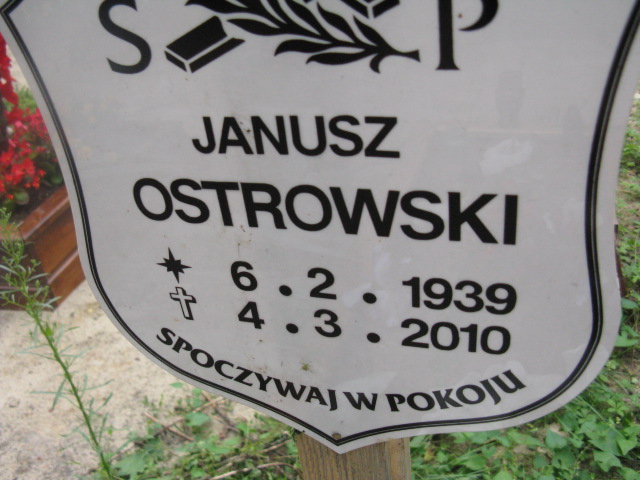 S P
JANUSZ
OSTROWSKI
6.2.1939
4.3.2010
SPOCZYWAJ W POKOJU